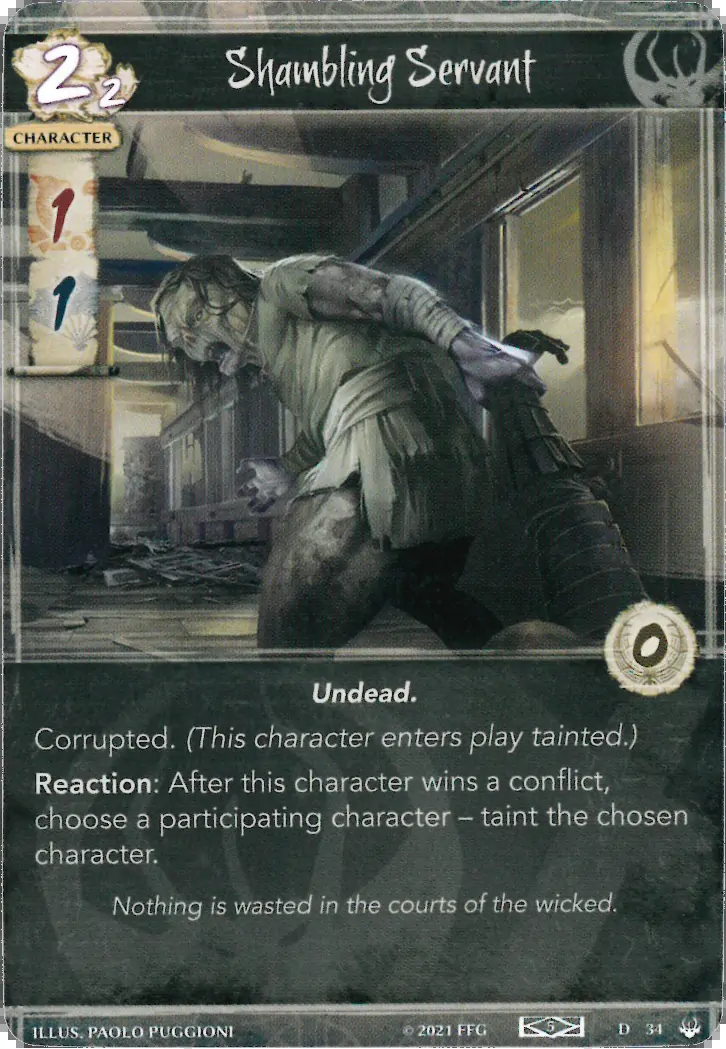 2 2
Shambling Servant
CHARACTER
1
1
0
Undead.
Corrupted. (This character enters play tainted.)
Reaction: After this character wins a conflict,
choose a participating character – taint the chosen
character.
Nothing is wasted in the courts of the wicked.
ILLUS. PAOLO PUGGIONI © 2021 FFG 5 D 34